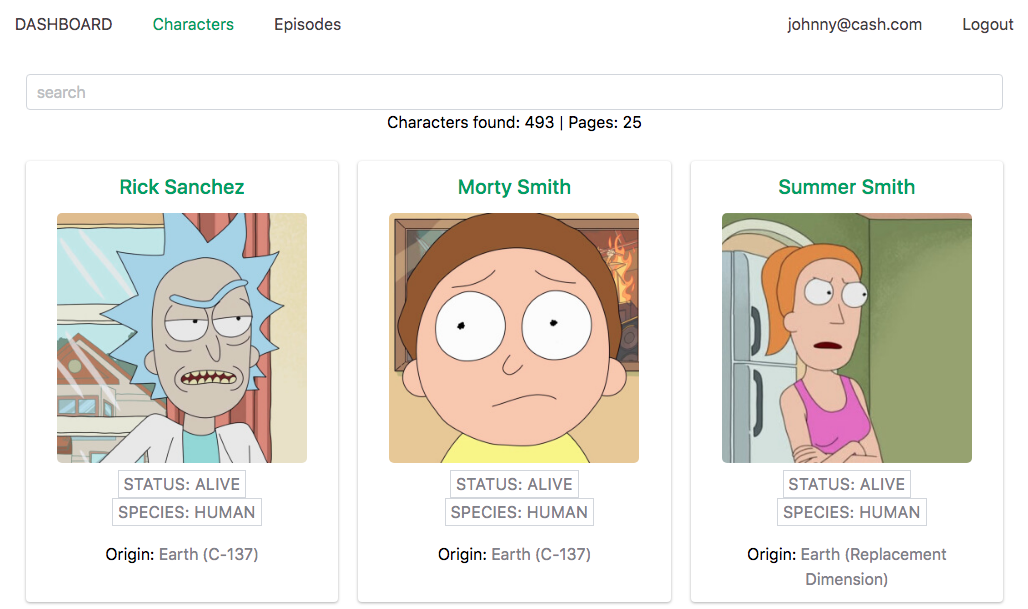 DASHBOARD Characters Episodes johnny@cash.com Logout
search
Characters found: 493 | Pages: 25
Rick Sanchez Morty Smith Summer Smith
STATUS: ALIVE STATUS: ALIVE STATUS: ALIVE
SPECIES: HUMAN SPECIES: HUMAN SPECIES: HUMAN
Origin: Earth (C-137) Origin: Earth (C-137) Origin: Earth (Replacement
Dimension)